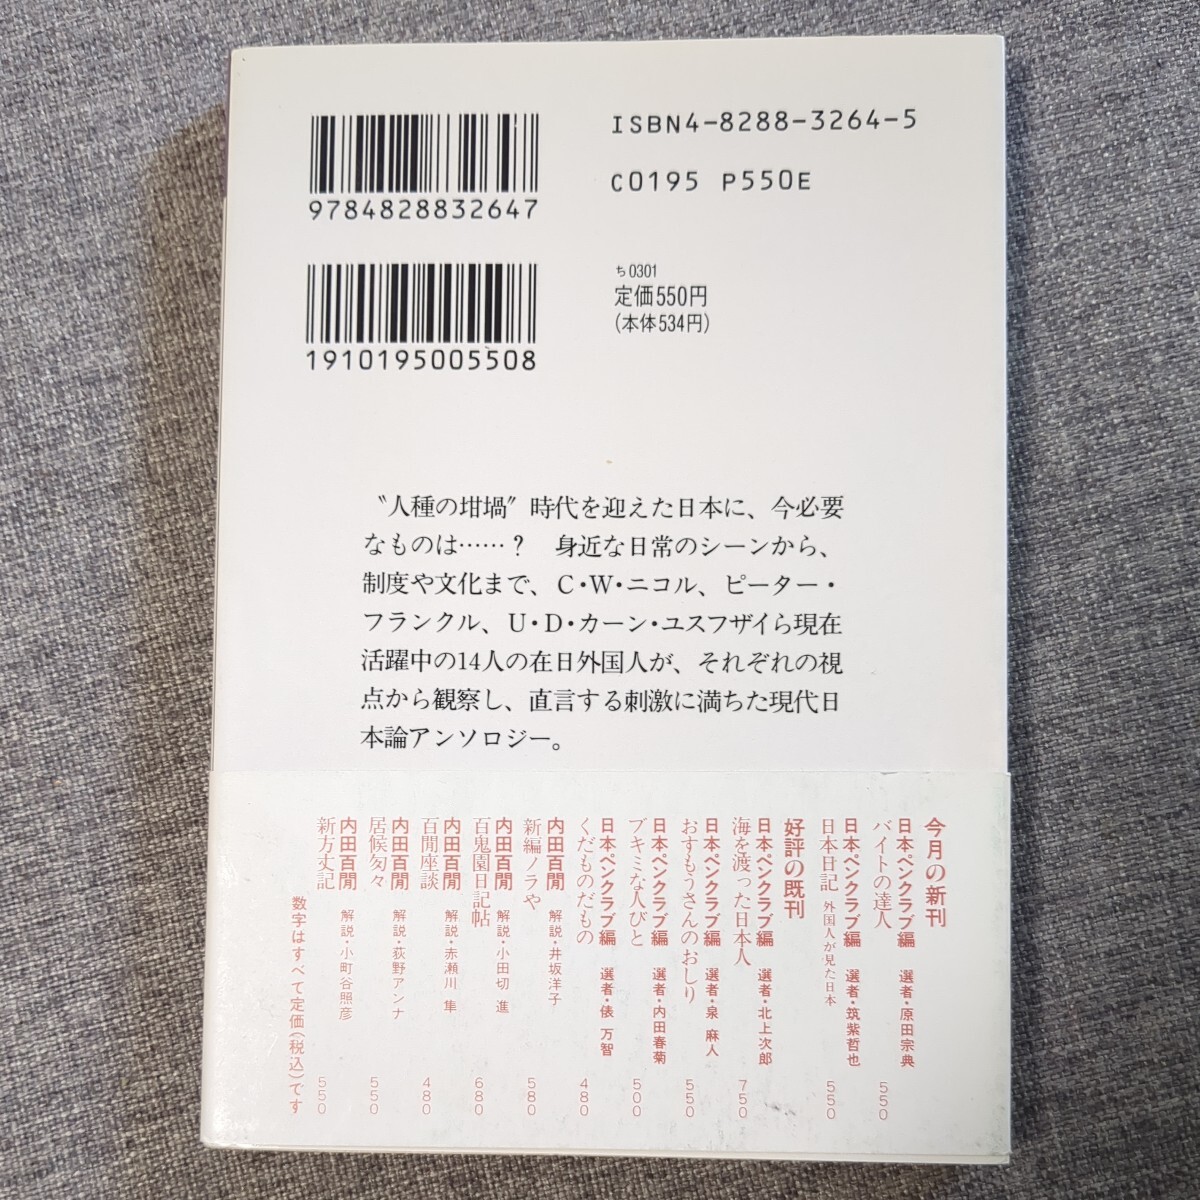 ISBN4-8288-3264-5
C0195 P550E
9784828832647
ち0301
定価550円
(本体534円)
1910195005508
〝人種の坩堝〟時代を迎えた日本に、今必要
なものは……? 身近な日常のシーンから、
制度や文化まで、C・W・ニコル、ピーター・
フランクル、U・D・カーン・ユスフザイら現在
活躍中の14人の在日外国人が、それぞれの視
点から観察し、直言する刺激に満ちた現代日
本論アンソロジー。
今月の新刊
日本ペンクラブ編 選者・原田宗典
バイトの達人 550
日本ペンクラブ編 選者・筑紫哲也
日本日記 外国人が見た日本 550
好評の既刊
日本ペンクラブ編 選者・北上次郎
海を渡った日本人 750
日本ペンクラブ編 選者・泉 麻人
おすもうさんのおしり 550
日本ペンクラブ編 選者・内田春菊
ブキミな人びと 500
日本ペンクラブ編 選者・俵 万智
くだものだもの 480
内田百閒 解説・井坂洋子
新編ノラや 580
内田百閒 解説・小田切 進
百鬼園日記帖 680
内田百閒 解説・赤瀬川 隼
百閒座談 480
内田百閒 解説・荻野アンナ
居候匆々 550
内田百閒 解説・小町谷照彦
新方丈記 550
数字はすべて定価(税込)です